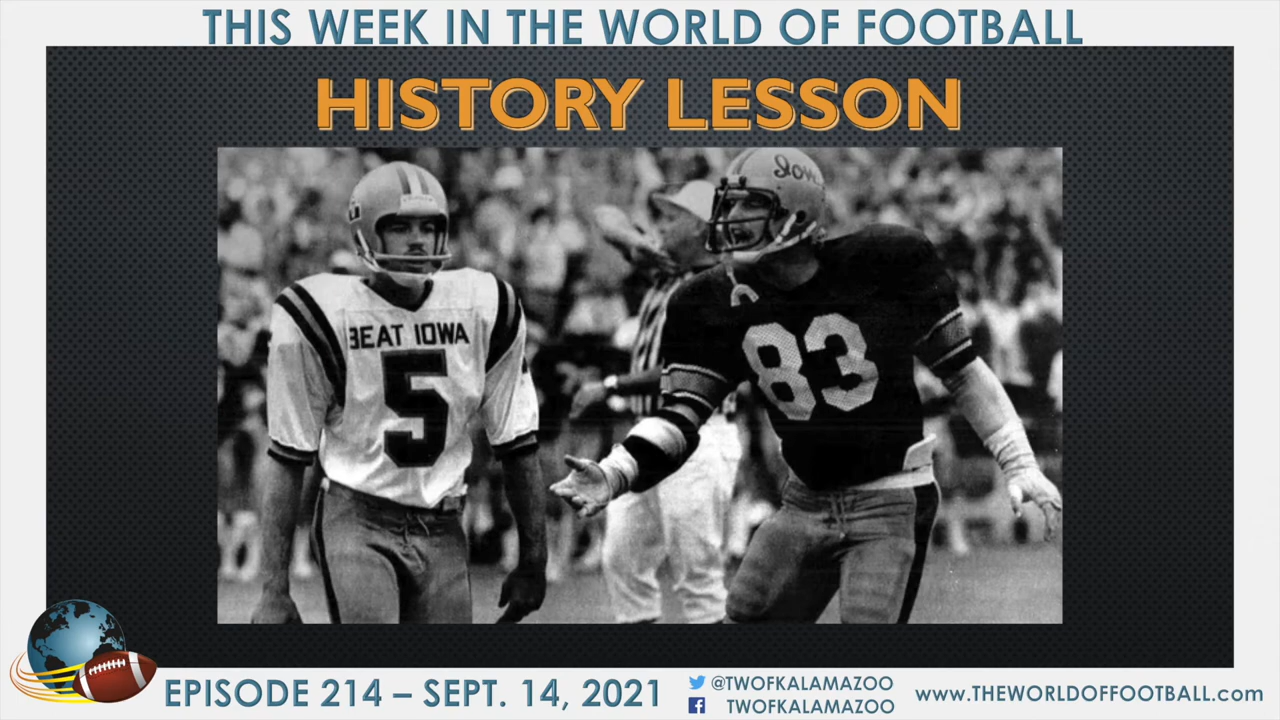 THIS WEEK IN THE WORLD OF FOOTBALL
HISTORY LESSON
Iowa
BEAT IOWA
5
83
EPISODE 214 – SEPT. 14, 2021
@TWOFKALAMAZOO
TWOFKALAMAZOO
www.THEWORLDOFFOOTBALL.com